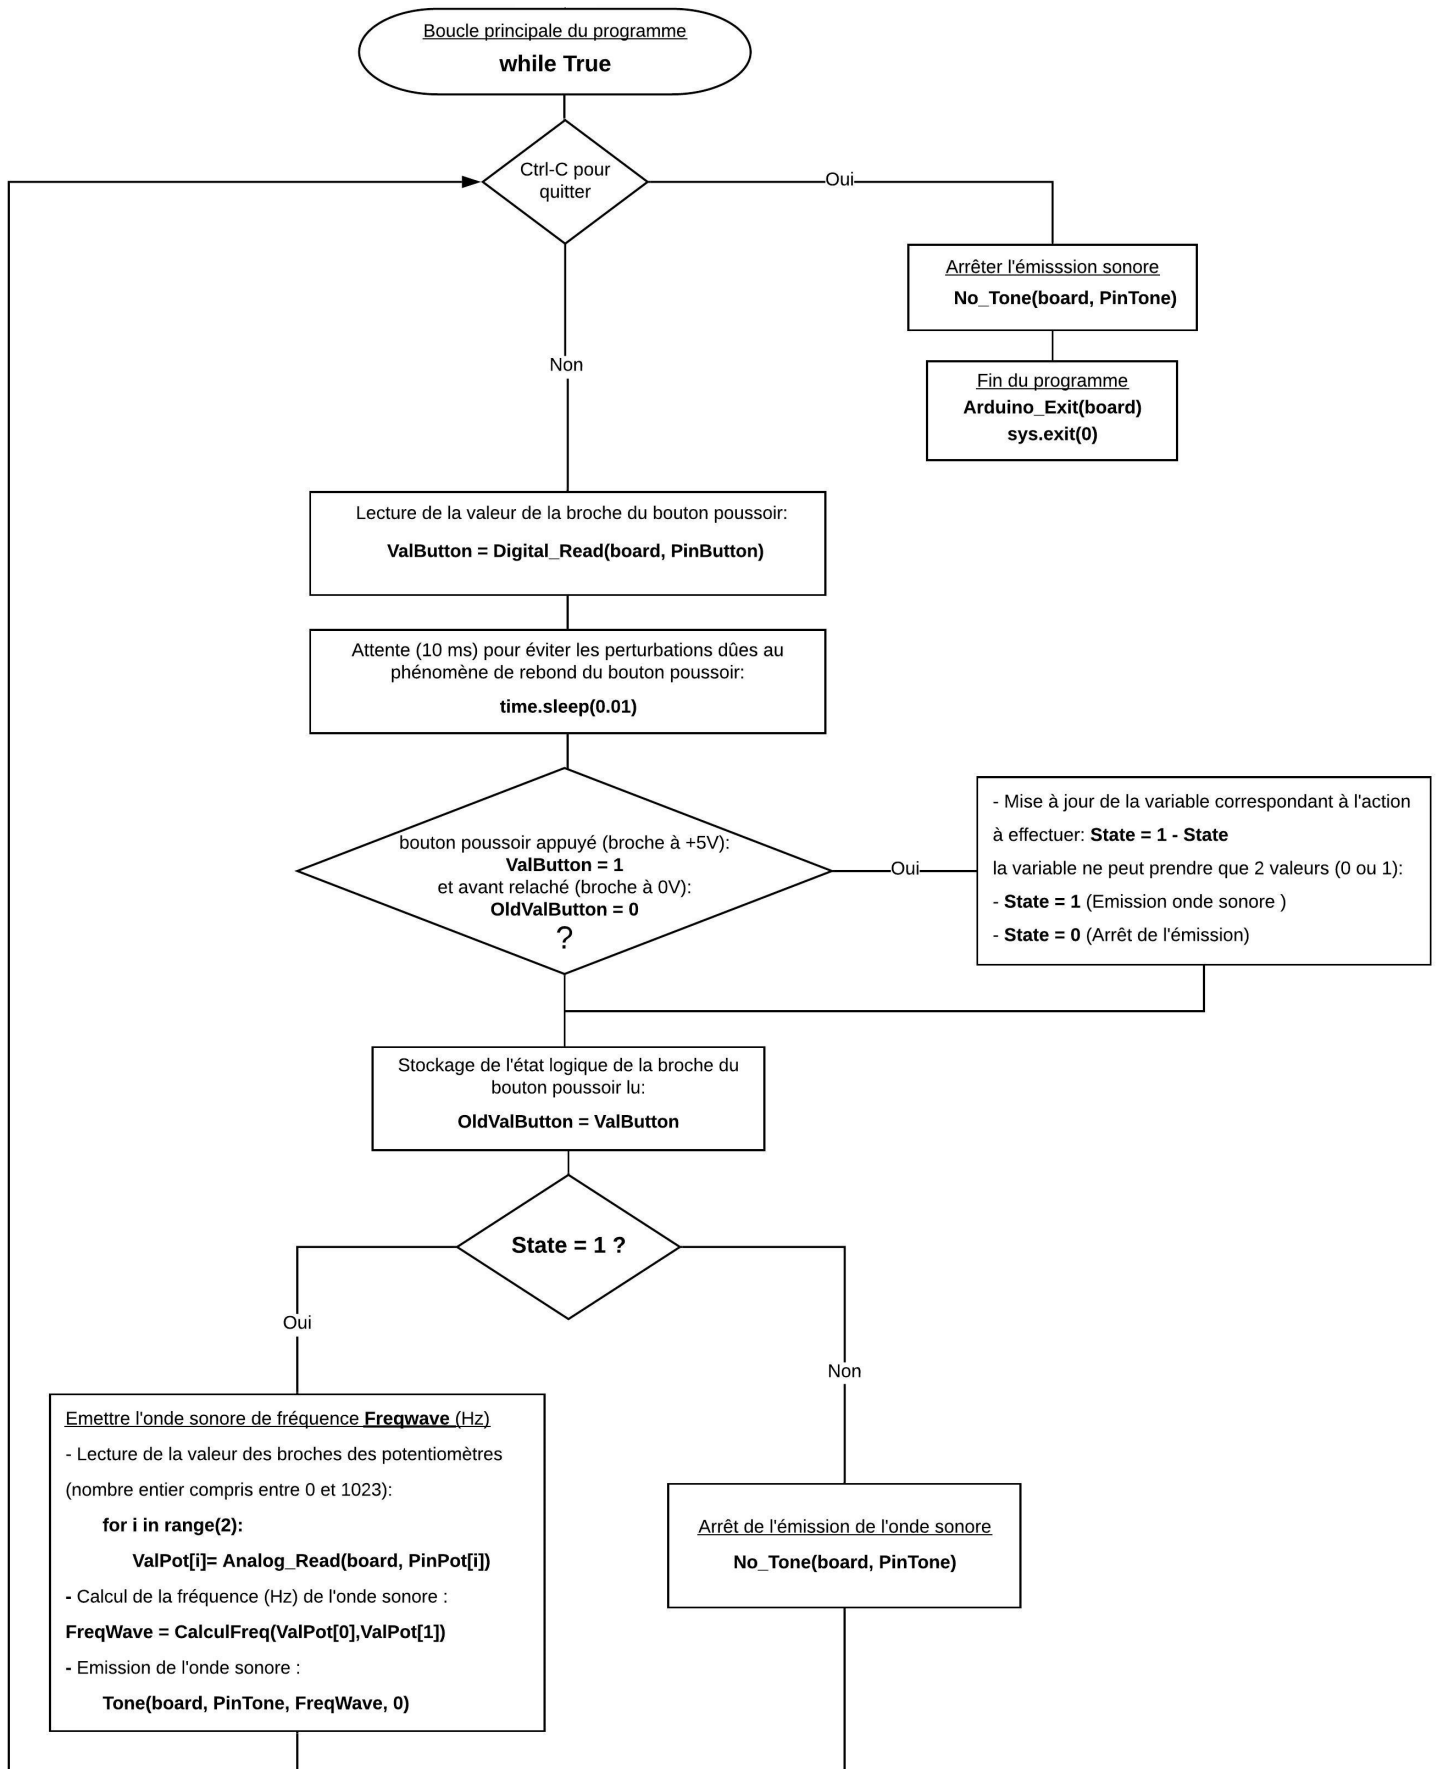 Boucle principale du programme
while True
Ctrl-C pour
quitter
Oui
Arrêter l'émisssion sonore
No_Tone(board, PinTone)
Fin du programme
Arduino_Exit(board)
sys.exit(0)
Non
Lecture de la valeur de la broche du bouton poussoir:
ValButton = Digital_Read(board, PinButton)
Attente (10 ms) pour éviter les perturbations dûes au
phénomène de rebond du bouton poussoir:
time.sleep(0.01)
bouton poussoir appuyé (broche à +5V):
ValButton = 1
et avant relaché (broche à 0V):
OldValButton = 0
?
Oui
- Mise à jour de la variable correspondant à l'action
à effectuer: State = 1 - State
la variable ne peut prendre que 2 valeurs (0 ou 1):
- State = 1 (Emission onde sonore )
- State = 0 (Arrêt de l'émission)
Stockage de l'état logique de la broche du
bouton poussoir lu:
OldValButton = ValButton
State = 1 ?
Oui
Non
Emettre l'onde sonore de fréquence Freqwave (Hz)
- Lecture de la valeur des broches des potentiomètres
(nombre entier compris entre 0 et 1023):
for i in range(2):
ValPot[i]= Analog_Read(board, PinPot[i])
- Calcul de la fréquence (Hz) de l'onde sonore :
FreqWave = CalculFreq(ValPot[0],ValPot[1])
- Emission de l'onde sonore :
Tone(board, PinTone, FreqWave, 0)
Arrêt de l'émission de l'onde sonore
No_Tone(board, PinTone)